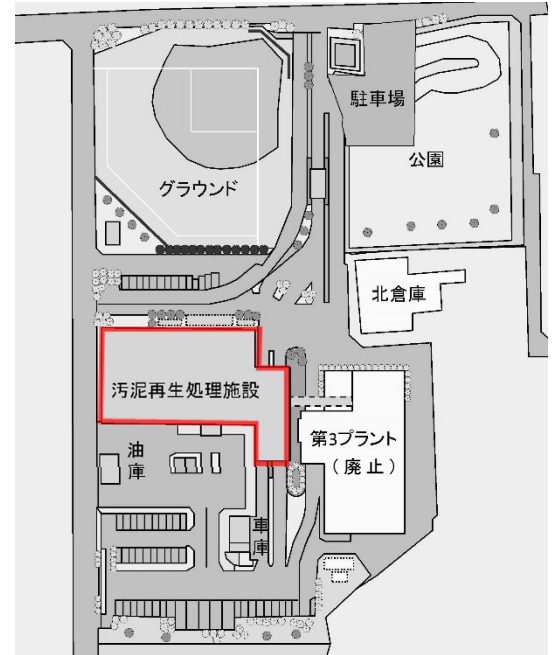 駐車場
公園
グラウンド
北倉庫
汚泥再生処理施設
第3プラント
（廃止）
油
庫
車
庫